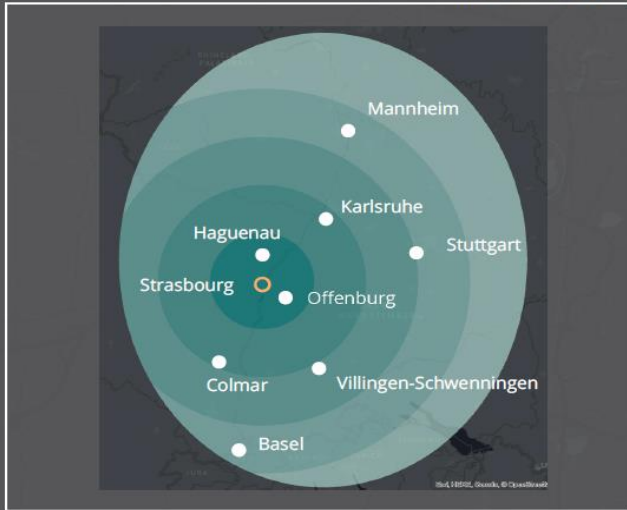 Mannheim
Karlsruhe
Haguenau
Stuttgart
Strasbourg
Offenburg
Colmar
Villingen-Schwenningen
Basel